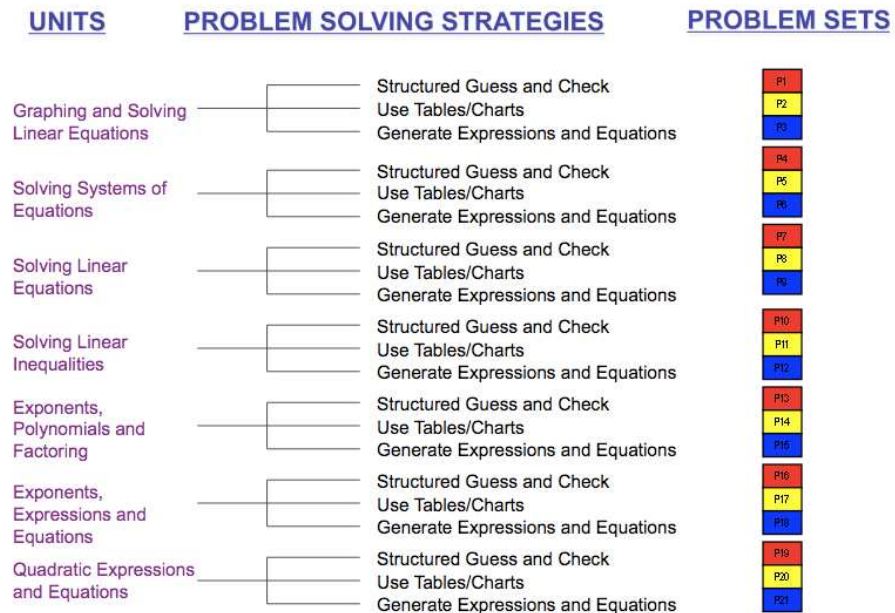 UNITS PROBLEM SOLVING STRATEGIES PROBLEM SETS
Graphing and Solving
Linear Equations
Structured Guess and Check
Use Tables/Charts
Generate Expressions and Equations
P1
P2
P3
Solving Systems of
Equations
Structured Guess and Check
Use Tables/Charts
Generate Expressions and Equations
P4
P5
P6
Solving Linear
Equations
Structured Guess and Check
Use Tables/Charts
Generate Expressions and Equations
P7
P8
P9
Solving Linear
Inequalities
Structured Guess and Check
Use Tables/Charts
Generate Expressions and Equations
P10
P11
P12
Exponents,
Polynomials and
Factoring
Structured Guess and Check
Use Tables/Charts
Generate Expressions and Equations
P13
P14
P15
Exponents,
Expressions and
Equations
Structured Guess and Check
Use Tables/Charts
Generate Expressions and Equations
P16
P17
P18
Quadratic Expressions
and Equations
Structured Guess and Check
Use Tables/Charts
Generate Expressions and Equations
P19
P20
P21